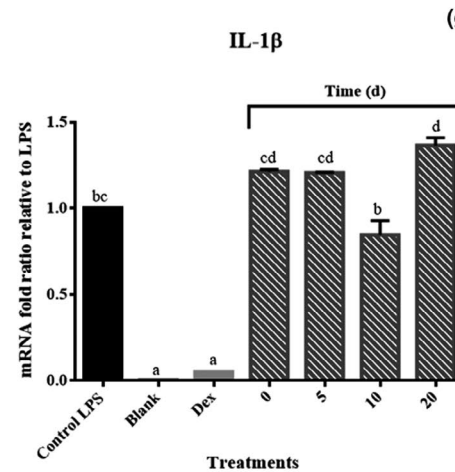 (
IL-1β
Time (d)
mRNA fold ratio relative to LPS
1.5
1.0
0.5
0.0
bc
a
a
cd
cd
b
d
Control LPS
Blank
Dex
0
5
10
20
Treatments